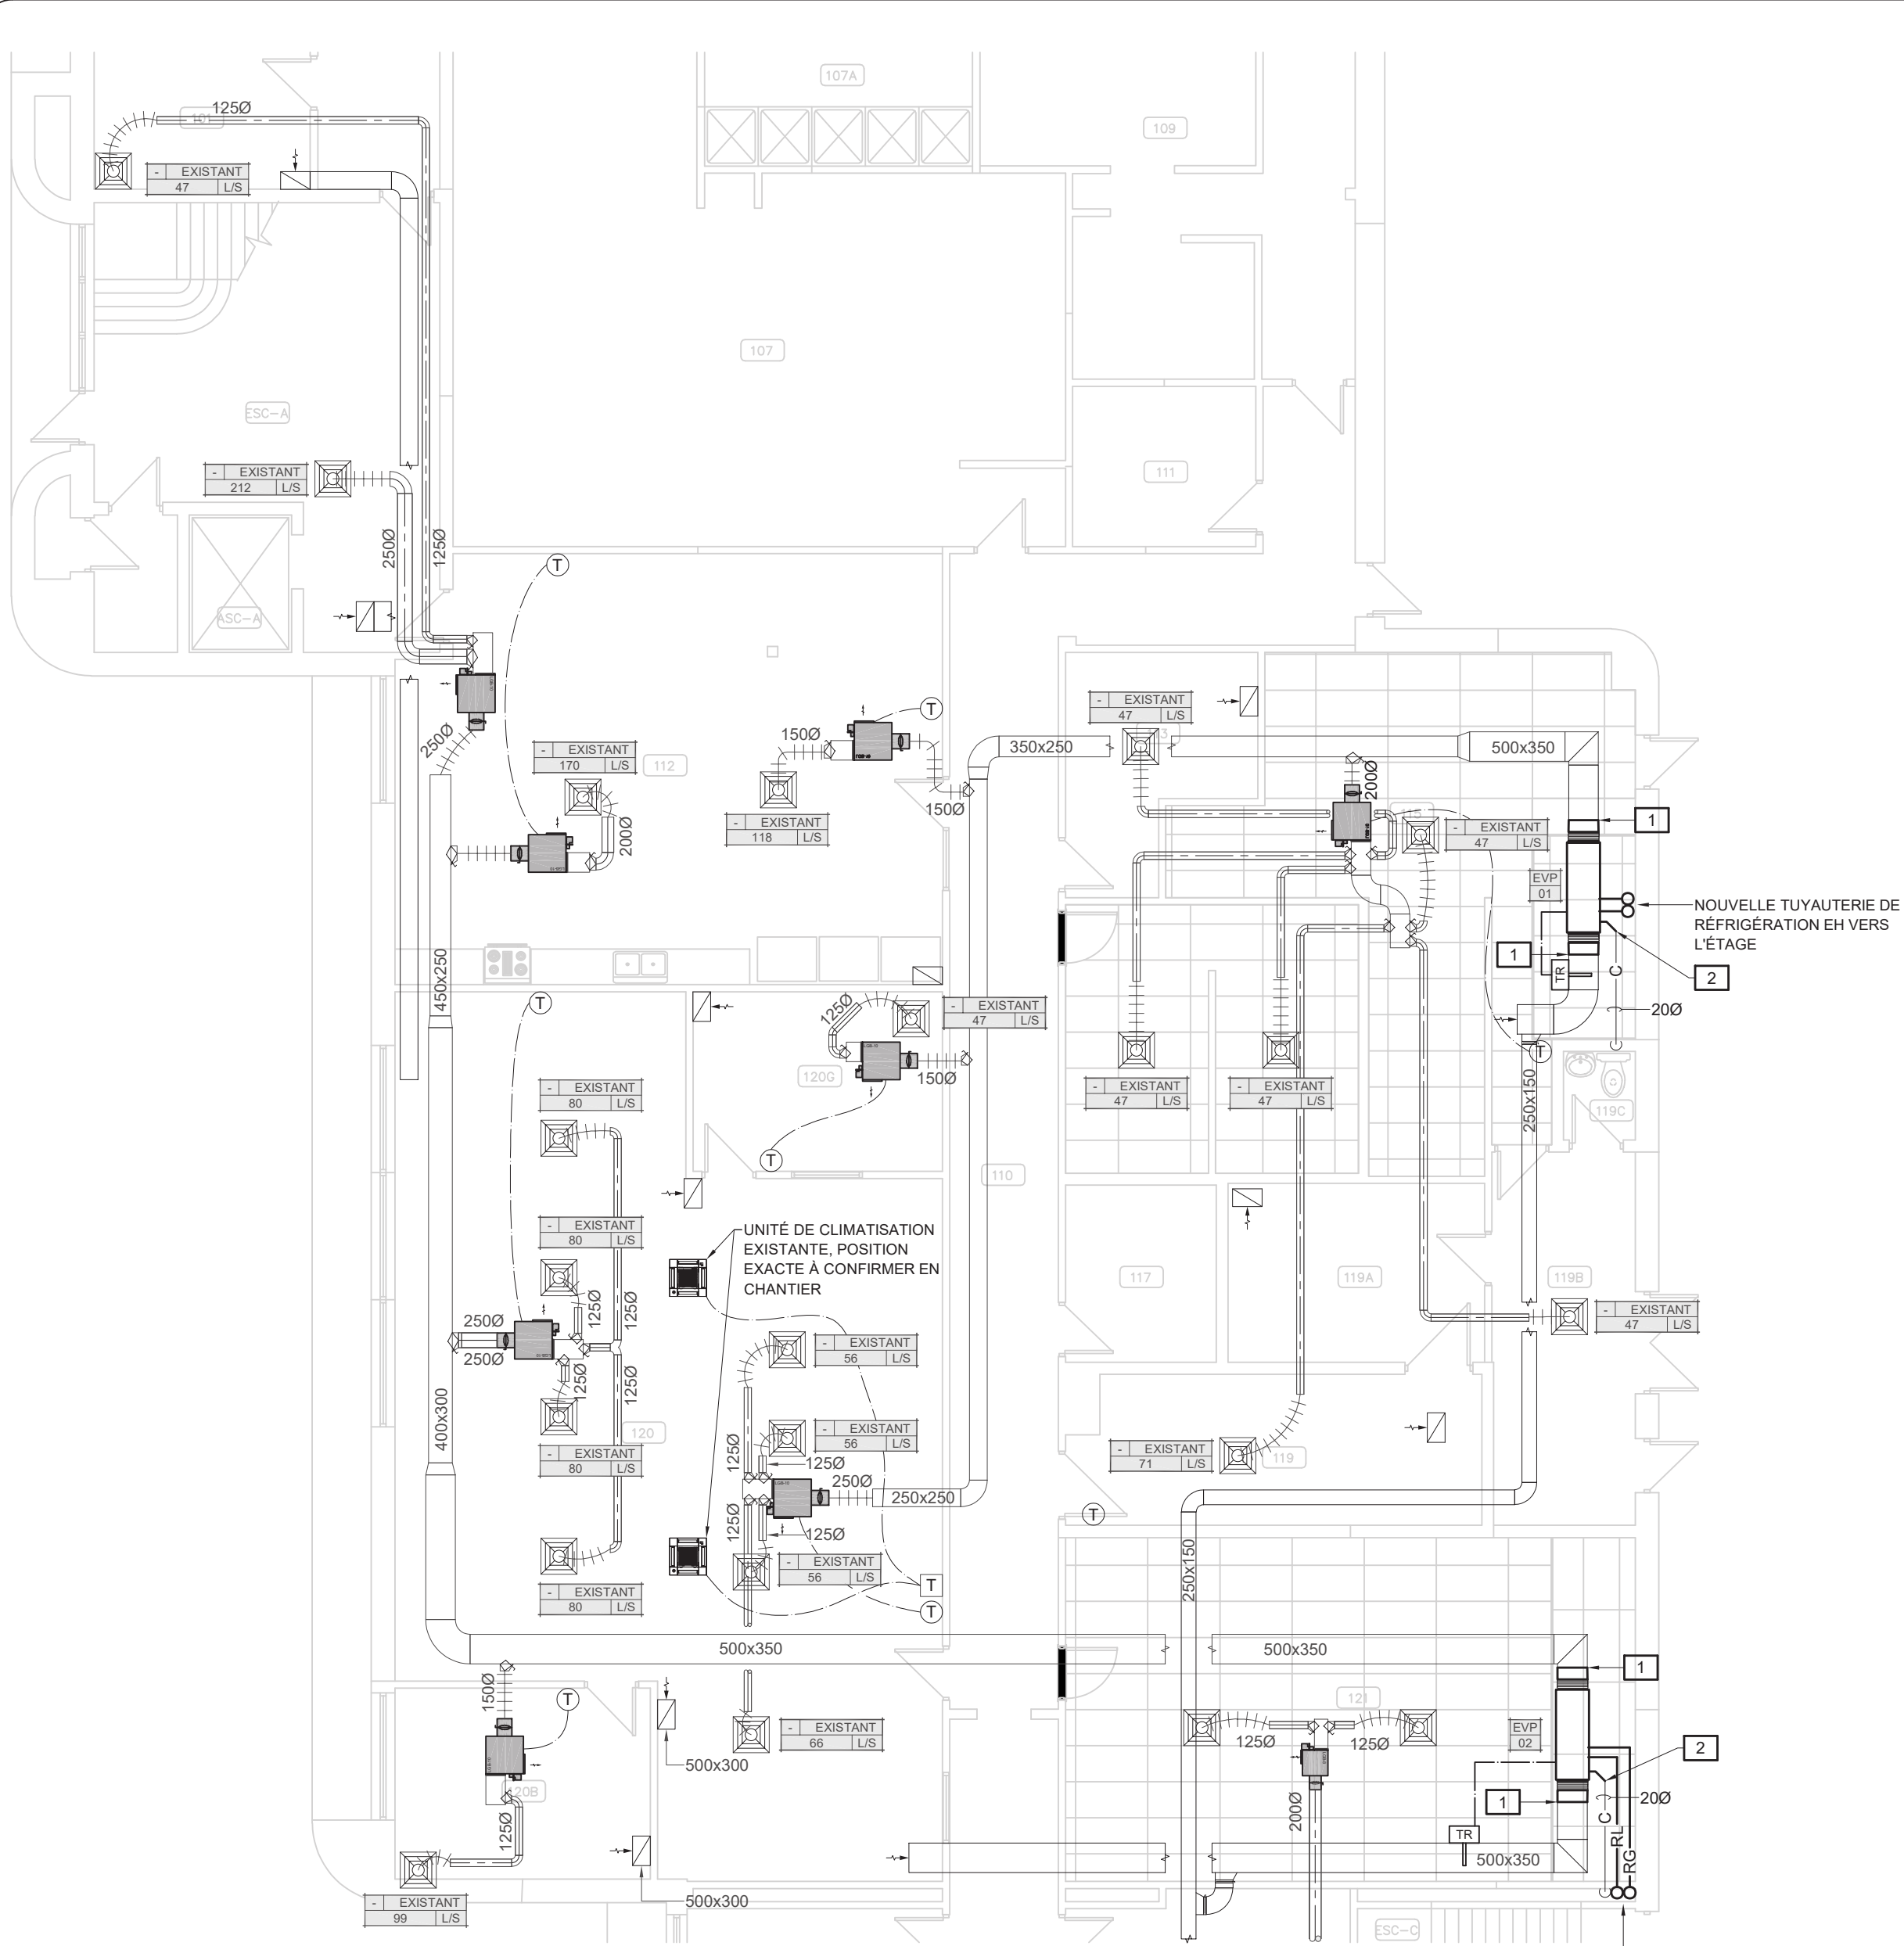 107A
125Ø
101
109
- EXISTANT
47 L/S
107
ESC-A
- EXISTANT
212 L/S
111
250Ø
125Ø
T
ASC-A
- EXISTANT
47 L/S
T
250Ø
150Ø
350x250
500x350
- EXISTANT
170 L/S
112
200Ø
150Ø
- EXISTANT
118 L/S
200Ø
- EXISTANT
47 L/S
1
EVP
01
NOUVELLE TUYAUTERIE DE
RÉFRIGÉRATION EH VERS
L'ÉTAGE
1
TR
C
2
450x250
T
125Ø
- EXISTANT
47 L/S
20Ø
T
120G
150Ø
- EXISTANT
47 L/S
- EXISTANT
47 L/S
250x150
119C
- EXISTANT
80 L/S
T
110
- EXISTANT
80 L/S
UNITÉ DE CLIMATISATION
EXISTANTE, POSITION
EXACTE À CONFIRMER EN
CHANTIER
117
119A
119B
- EXISTANT
47 L/S
250Ø
250Ø
125Ø
125Ø
- EXISTANT
56 L/S
125Ø
125Ø
400x300
120
- EXISTANT
56 L/S
- EXISTANT
80 L/S
125Ø
125Ø
- EXISTANT
71 L/S
119
250Ø
250x250
T
125Ø
125Ø
- EXISTANT
56 L/S
T
- EXISTANT
80 L/S
T
250x150
500x350
500x350
1
150Ø
T
121
- EXISTANT
66 L/S
125Ø
125Ø
EVP
02
2
500x300
120B
1
20Ø
200Ø
C
RL
RG
125Ø
TR
500x350
- EXISTANT
99 L/S
500x300
ESC-C